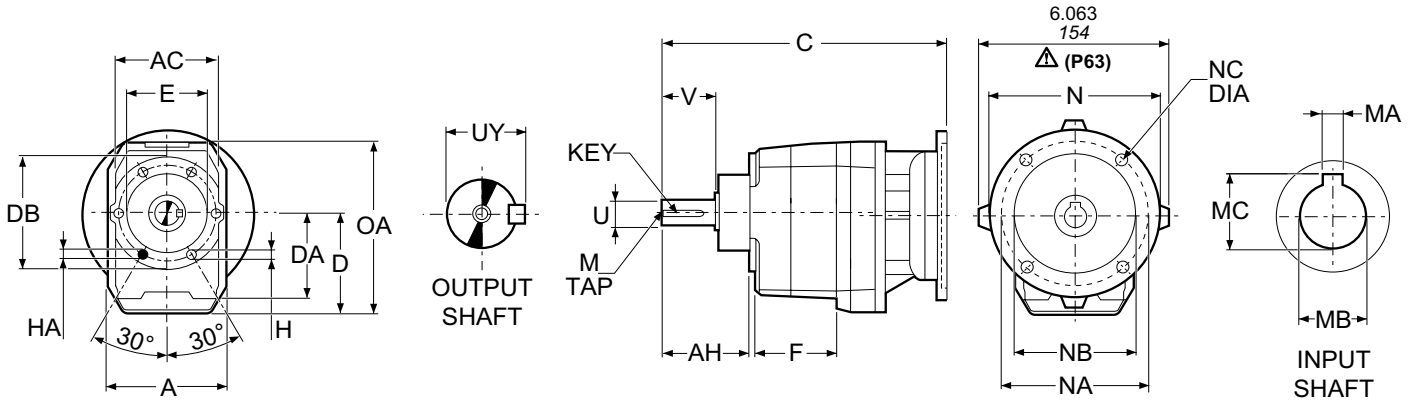 AC
E
DB
DA
D
OA
HA
30°
30°
H
A
UY
OUTPUT
SHAFT
C
V
KEY
U
M
TAP
AH
F
6.063
154
(P63)
N
NC
DIA
NB
NA
MA
MC
MB
INPUT
SHAFT